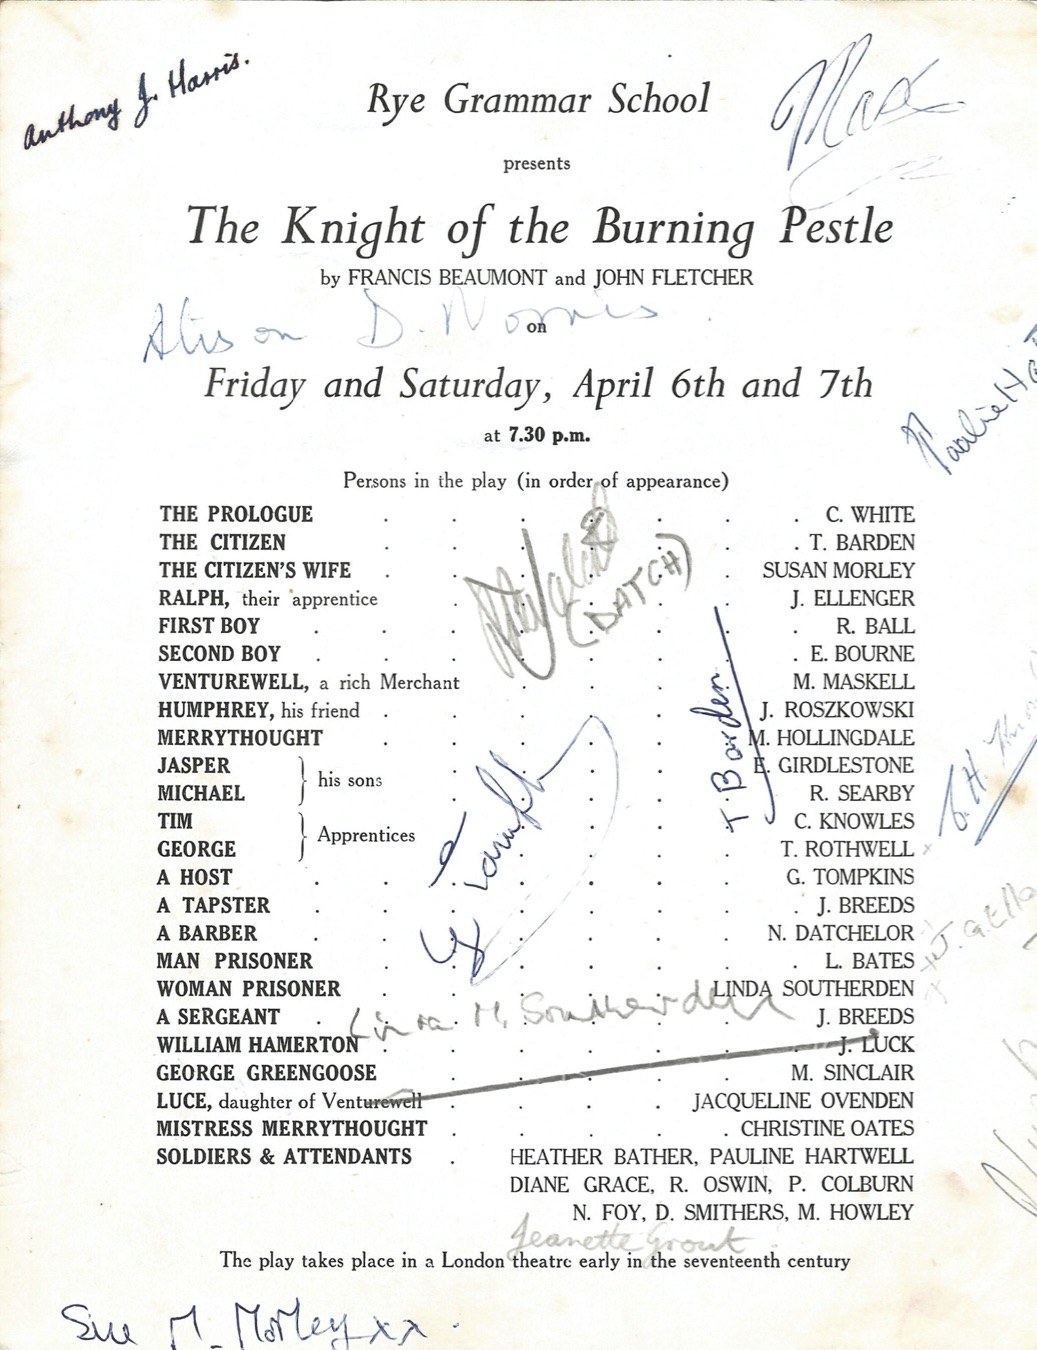 Anthony J. Harris.
Rye Grammar School
presents
The Knight of the Burning Pestle
by FRANCIS BEAUMONT and JOHN FLETCHER
Alison D. Norris.
on
Friday and Saturday, April 6th and 7th
at 7.30 p.m.
Persons in the play (in order of appearance)
THE PROLOGUE . . . . . . . C. WHITE
THE CITIZEN . . . . . . . T. BARDEN
THE CITIZEN'S WIFE . . . . . . SUSAN MORLEY
(DATCH)
RALPH, their apprentice . . . . . J. ELLENGER
FIRST BOY . . . . . . . . R. BALL
SECOND BOY . . . . . . . . E. BOURNE
VENTUREWELL, a rich Merchant . . . . M. MASKELL
HUMPHREY, his friend . . . . . . J. ROSZKOWSKI
T. Barden
MERRYTHOUGHT . . . . . M. HOLLINGDALE
JASPER } his sons . . . . . E. GIRDLESTONE
MICHAEL } his sons . . . . . R. SEARBY
TIM } Apprentices . . . . . C. KNOWLES
GEORGE } Apprentices . . . . . T. ROTHWELL
A HOST . . . . . . . G. TOMPKINS
A TAPSTER . . . . . . . . J. BREEDS
A BARBER . . . . . . . N. DATCHELOR
MAN PRISONER . . . . . . . L. BATES
WOMAN PRISONER . . . . . LINDA SOUTHERDEN
Linda M. Southerden
A SERGEANT . . . . . . . J. BREEDS
WILLIAM HAMERTON . . . . . . J. LUCK
GEORGE GREENGOOSE . . . . . M. SINCLAIR
LUCE, daughter of Venturewell . . . . JACQUELINE OVENDEN
MISTRESS MERRYTHOUGHT . . . . . CHRISTINE OATES
SOLDIERS & ATTENDANTS . HEATHER BATHER, PAULINE HARTWELL
DIANE GRACE, R. OSWIN, P. COLBURN
N. FOY, D. SMITHERS, M. HOWLEY
Jeanette Grout
The play takes place in a London theatre early in the seventeenth century
Sue M. Morley xx.